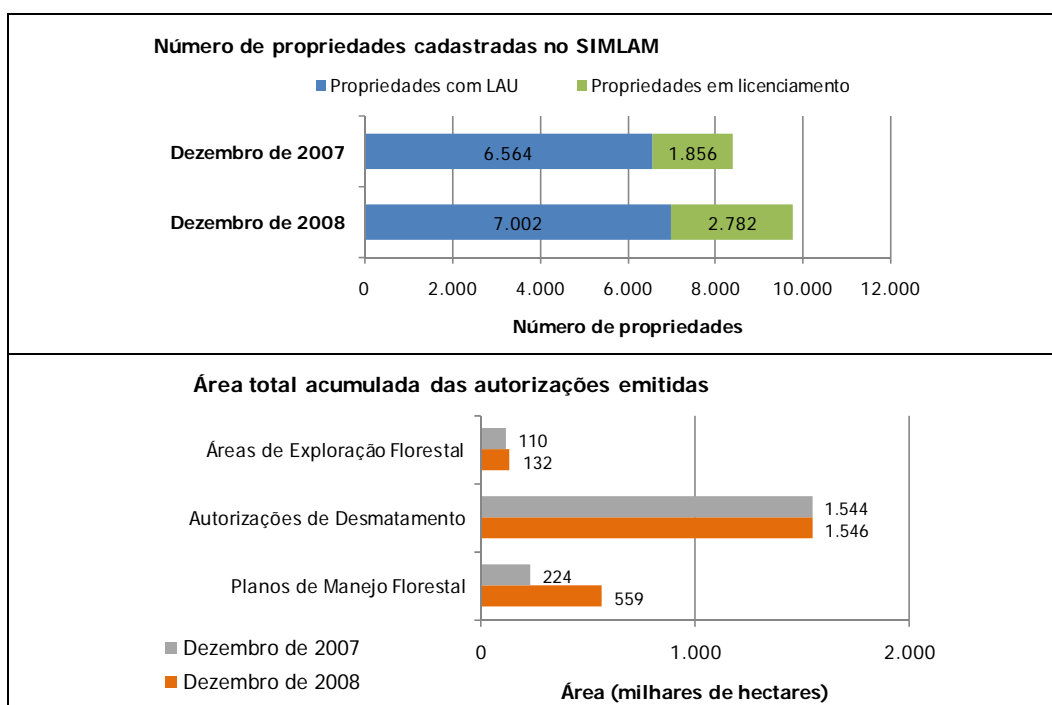 Número de propriedades cadastradas no SIMLAM
Propriedades com LAU Propriedades em licenciamento
Dezembro de 2007 6.564 1.856
Dezembro de 2008 7.002 2.782
0 2.000 4.000 6.000 8.000 10.000 12.000
Número de propriedades
Área total acumulada das autorizações emitidas
Áreas de Exploração Florestal 110
132
Autorizações de Desmatamento 1.544
1.546
Planos de Manejo Florestal 224
559
Dezembro de 2007
Dezembro de 2008
0 1.000 2.000
Área (milhares de hectares)